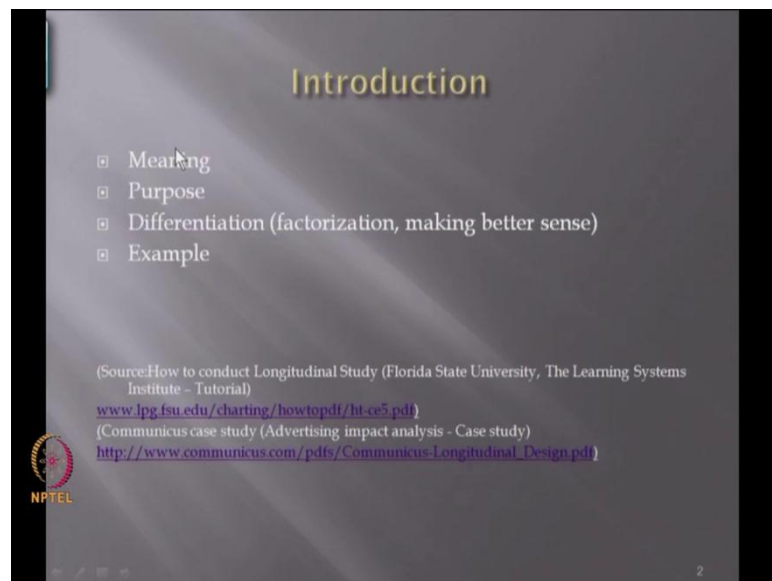 Introduction
Meaning
Purpose
Differentiation (factorization, making better sense)
Example
(Source:How to conduct Longitudinal Study (Florida State University, The Learning Systems
Institute – Tutorial)
www.lpg.fsu.edu/charting/howtopdf/ht-ce5.pdf)
(Communicus case study (Advertising impact analysis - Case study)
http://www.communicus.com/pdfs/Communicus-Longitudinal_Design.pdf)
NPTEL
2